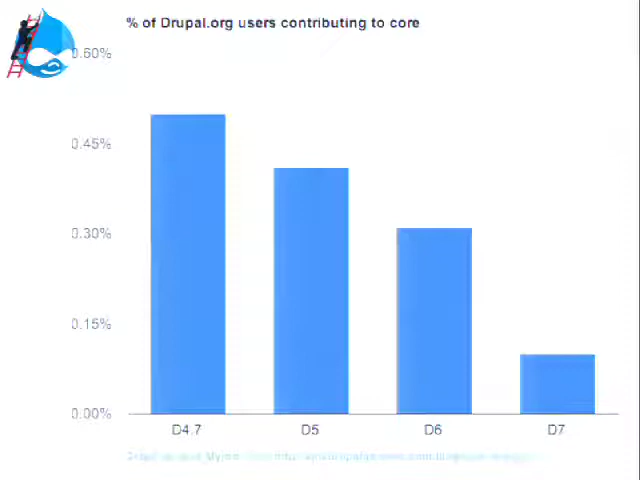 % of Drupal.org users contributing to core
0.60%
0.45%
0.30%
0.15%
0.00%
D4.7
D5
D6
D7